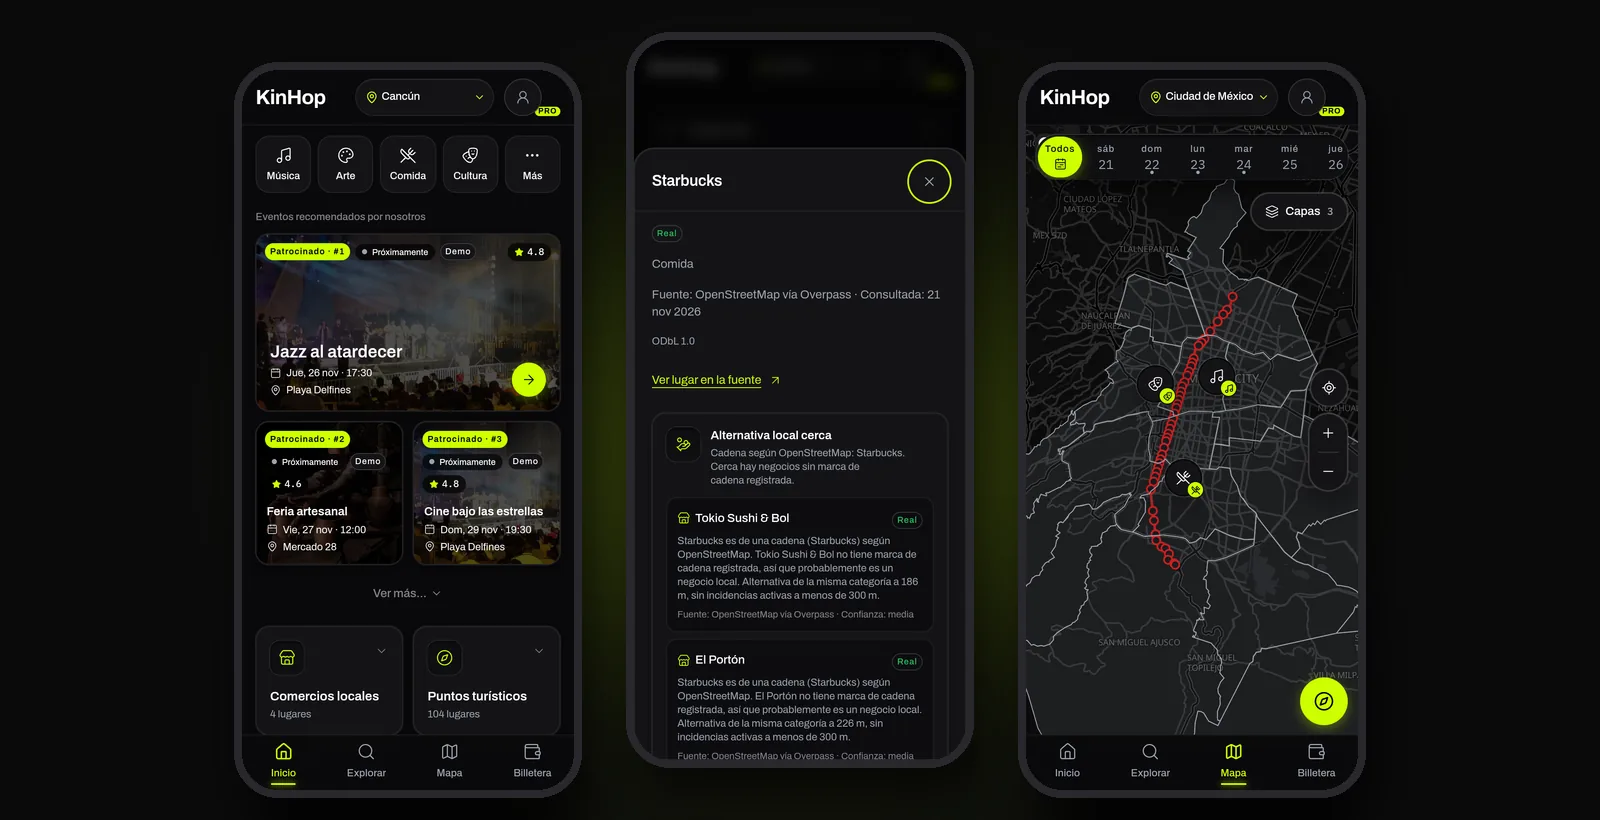 KinHop
Cancún
PRO
Música
Arte
Comida
Cultura
Más
Eventos recomendados por nosotros
Patrocinado · #1
Próximamente
Demo
4.8
Jazz al atardecer
Jue, 26 nov · 17:30
Playa Delfines
Patrocinado · #2
Próximamente
Demo
4.6
Feria artesanal
Vie, 27 nov · 12:00
Mercado 28
Patrocinado · #3
Próximamente
Demo
4.8
Cine bajo las estrellas
Dom, 29 nov · 19:30
Playa Delfines
Ver más...
Comercios locales
4 lugares
Puntos turísticos
104 lugares
Inicio
Explorar
Mapa
Billetera
Starbucks
Real
Comida
Fuente: OpenStreetMap vía Overpass · Consultada: 21
nov 2026
ODbL 1.0
Ver lugar en la fuente
Alternativa local cerca
Cadena según OpenStreetMap: Starbucks.
Cerca hay negocios sin marca de
cadena registrada.
Tokio Sushi & Bol
Real
Starbucks es de una cadena (Starbucks) según
OpenStreetMap. Tokio Sushi & Bol no tiene marca de
cadena registrada, así que probablemente es un
negocio local. Alternativa de la misma categoría a 186
m, sin incidencias activas a menos de 300 m.
Fuente: OpenStreetMap vía Overpass · Confianza: media
El Portón
Real
Starbucks es de una cadena (Starbucks) según
OpenStreetMap. El Portón no tiene marca de cadena
registrada, así que probablemente es un negocio local.
Alternativa de la misma categoría a 226 m, sin
incidencias activas a menos de 300 m.
Fuente: OpenStreetMap vía Overpass · Confianza: media
KinHop
Ciudad de México
PRO
COACALCO
Todos
sáb
21
dom
22
lun
23
mar
24
mié
25
jue
26
Capas 3
CIUDAD LÓPEZ
MATEOS
MEX 57D
TLALNEPANTLA
NAUCALPAN
DE JUÁREZ
CITY
SAN MIGUEL AJUSCO
SAN MIGUEL
TOPILEJO
VILLA MILP
Inicio
Explorar
Mapa
Billetera